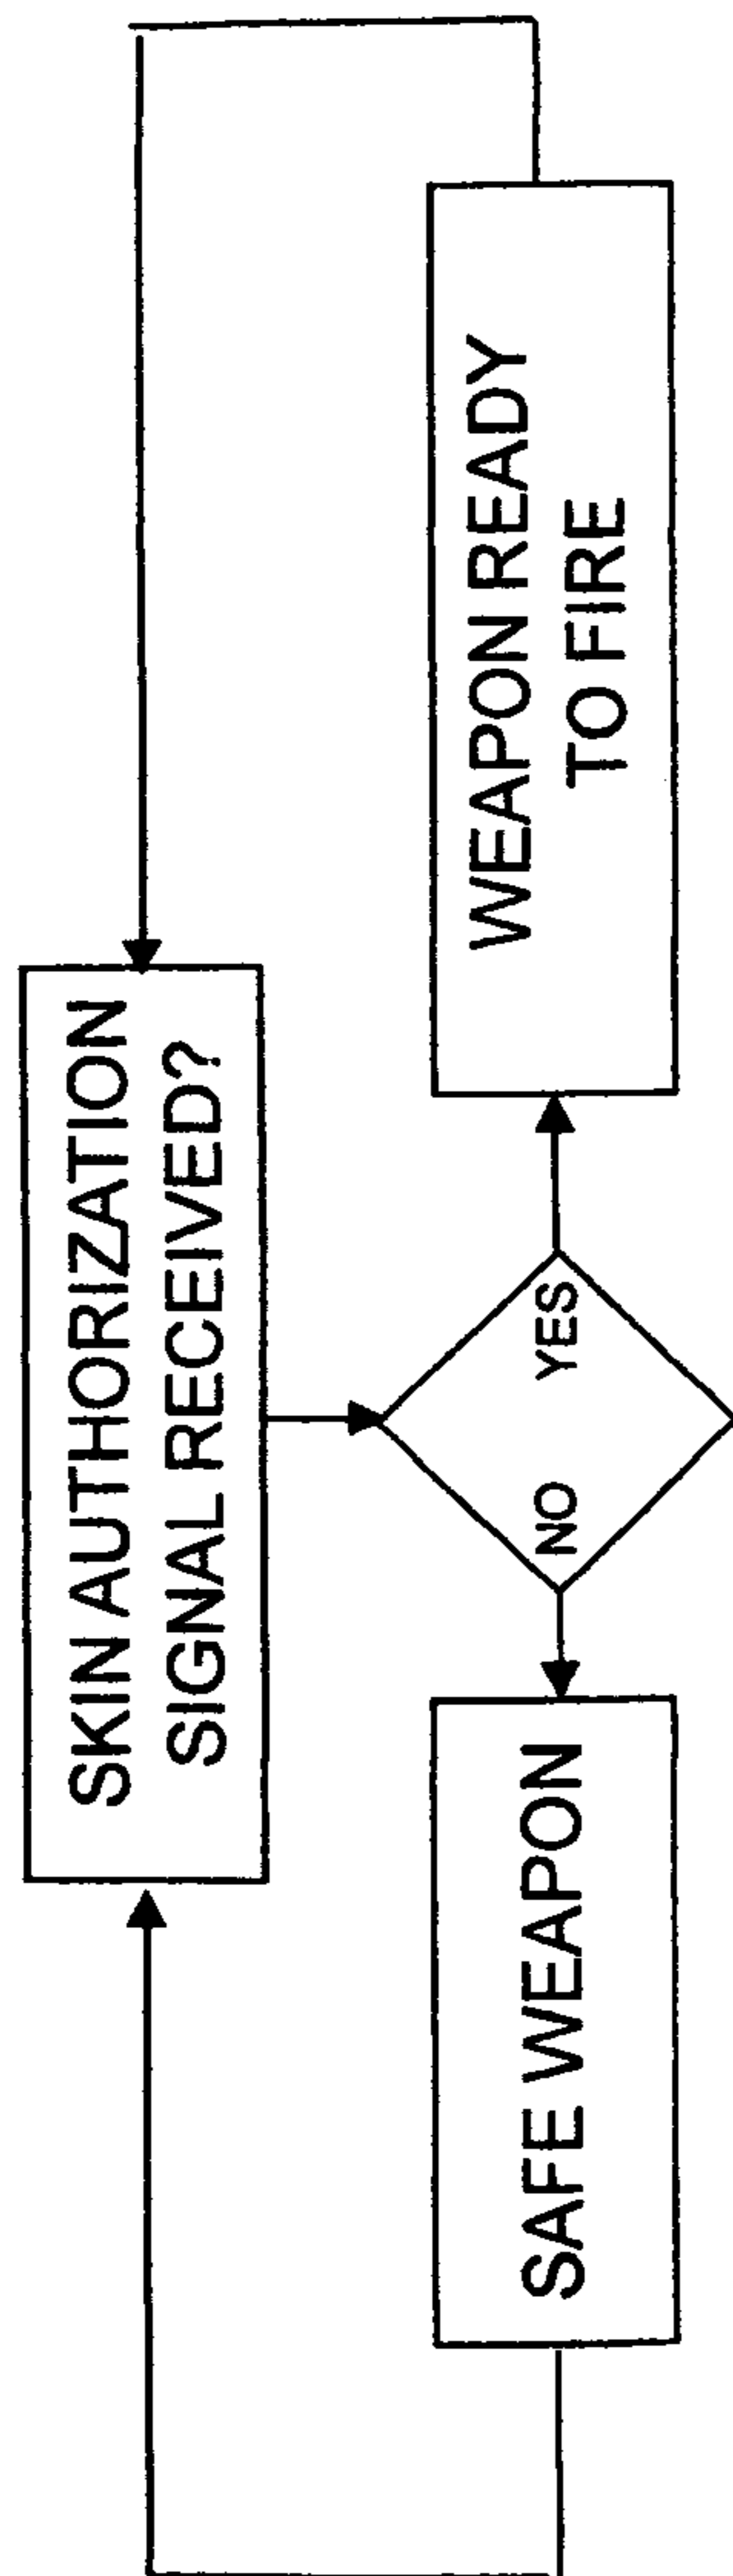 SKIN AUTHORIZATION
SIGNAL RECEIVED?
NO
YES
SAFE WEAPON
WEAPON READY
TO FIRE